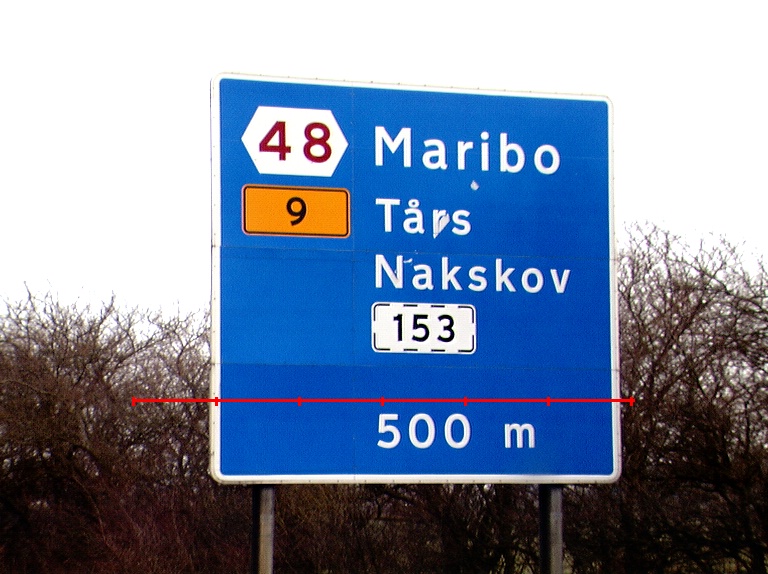 48 Maribo
9 Tårs
Nakskov
153
500 m